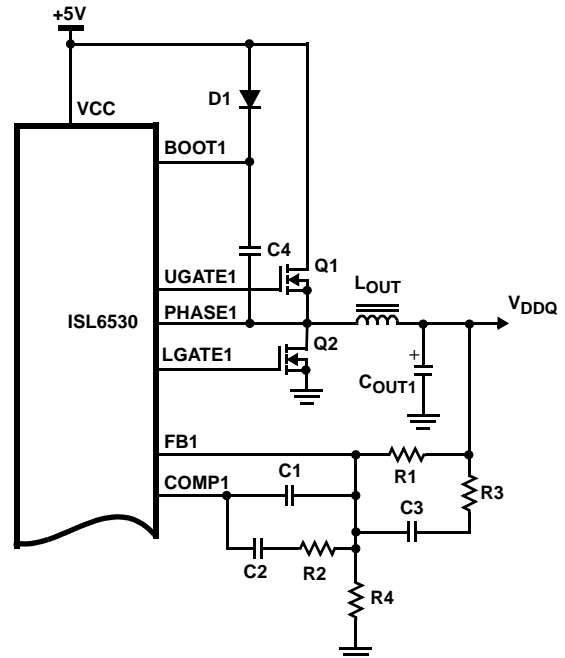 +5V
VCC
D1
BOOT1
C4
UGATE1
Q1
LOUT
VDDQ
ISL6530
PHASE1
Q2
LGATE1
+
COUT1
FB1
R1
COMP1
C1
R3
C3
C2
R2
R4